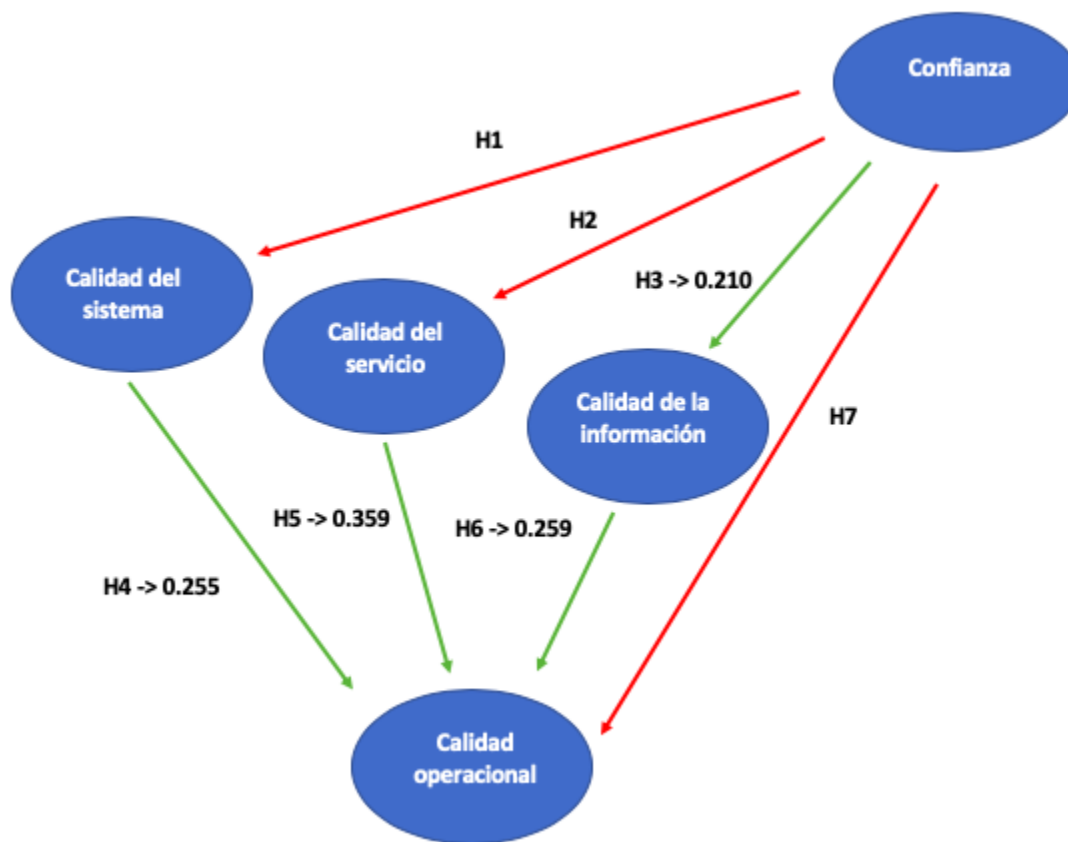 Confianza
H1
H2
H3 -> 0.210
Calidad del
sistema
Calidad del
servicio
Calidad de la
información
H7
H5 -> 0.359
H6 -> 0.259
H4 -> 0.255
Calidad
operacional